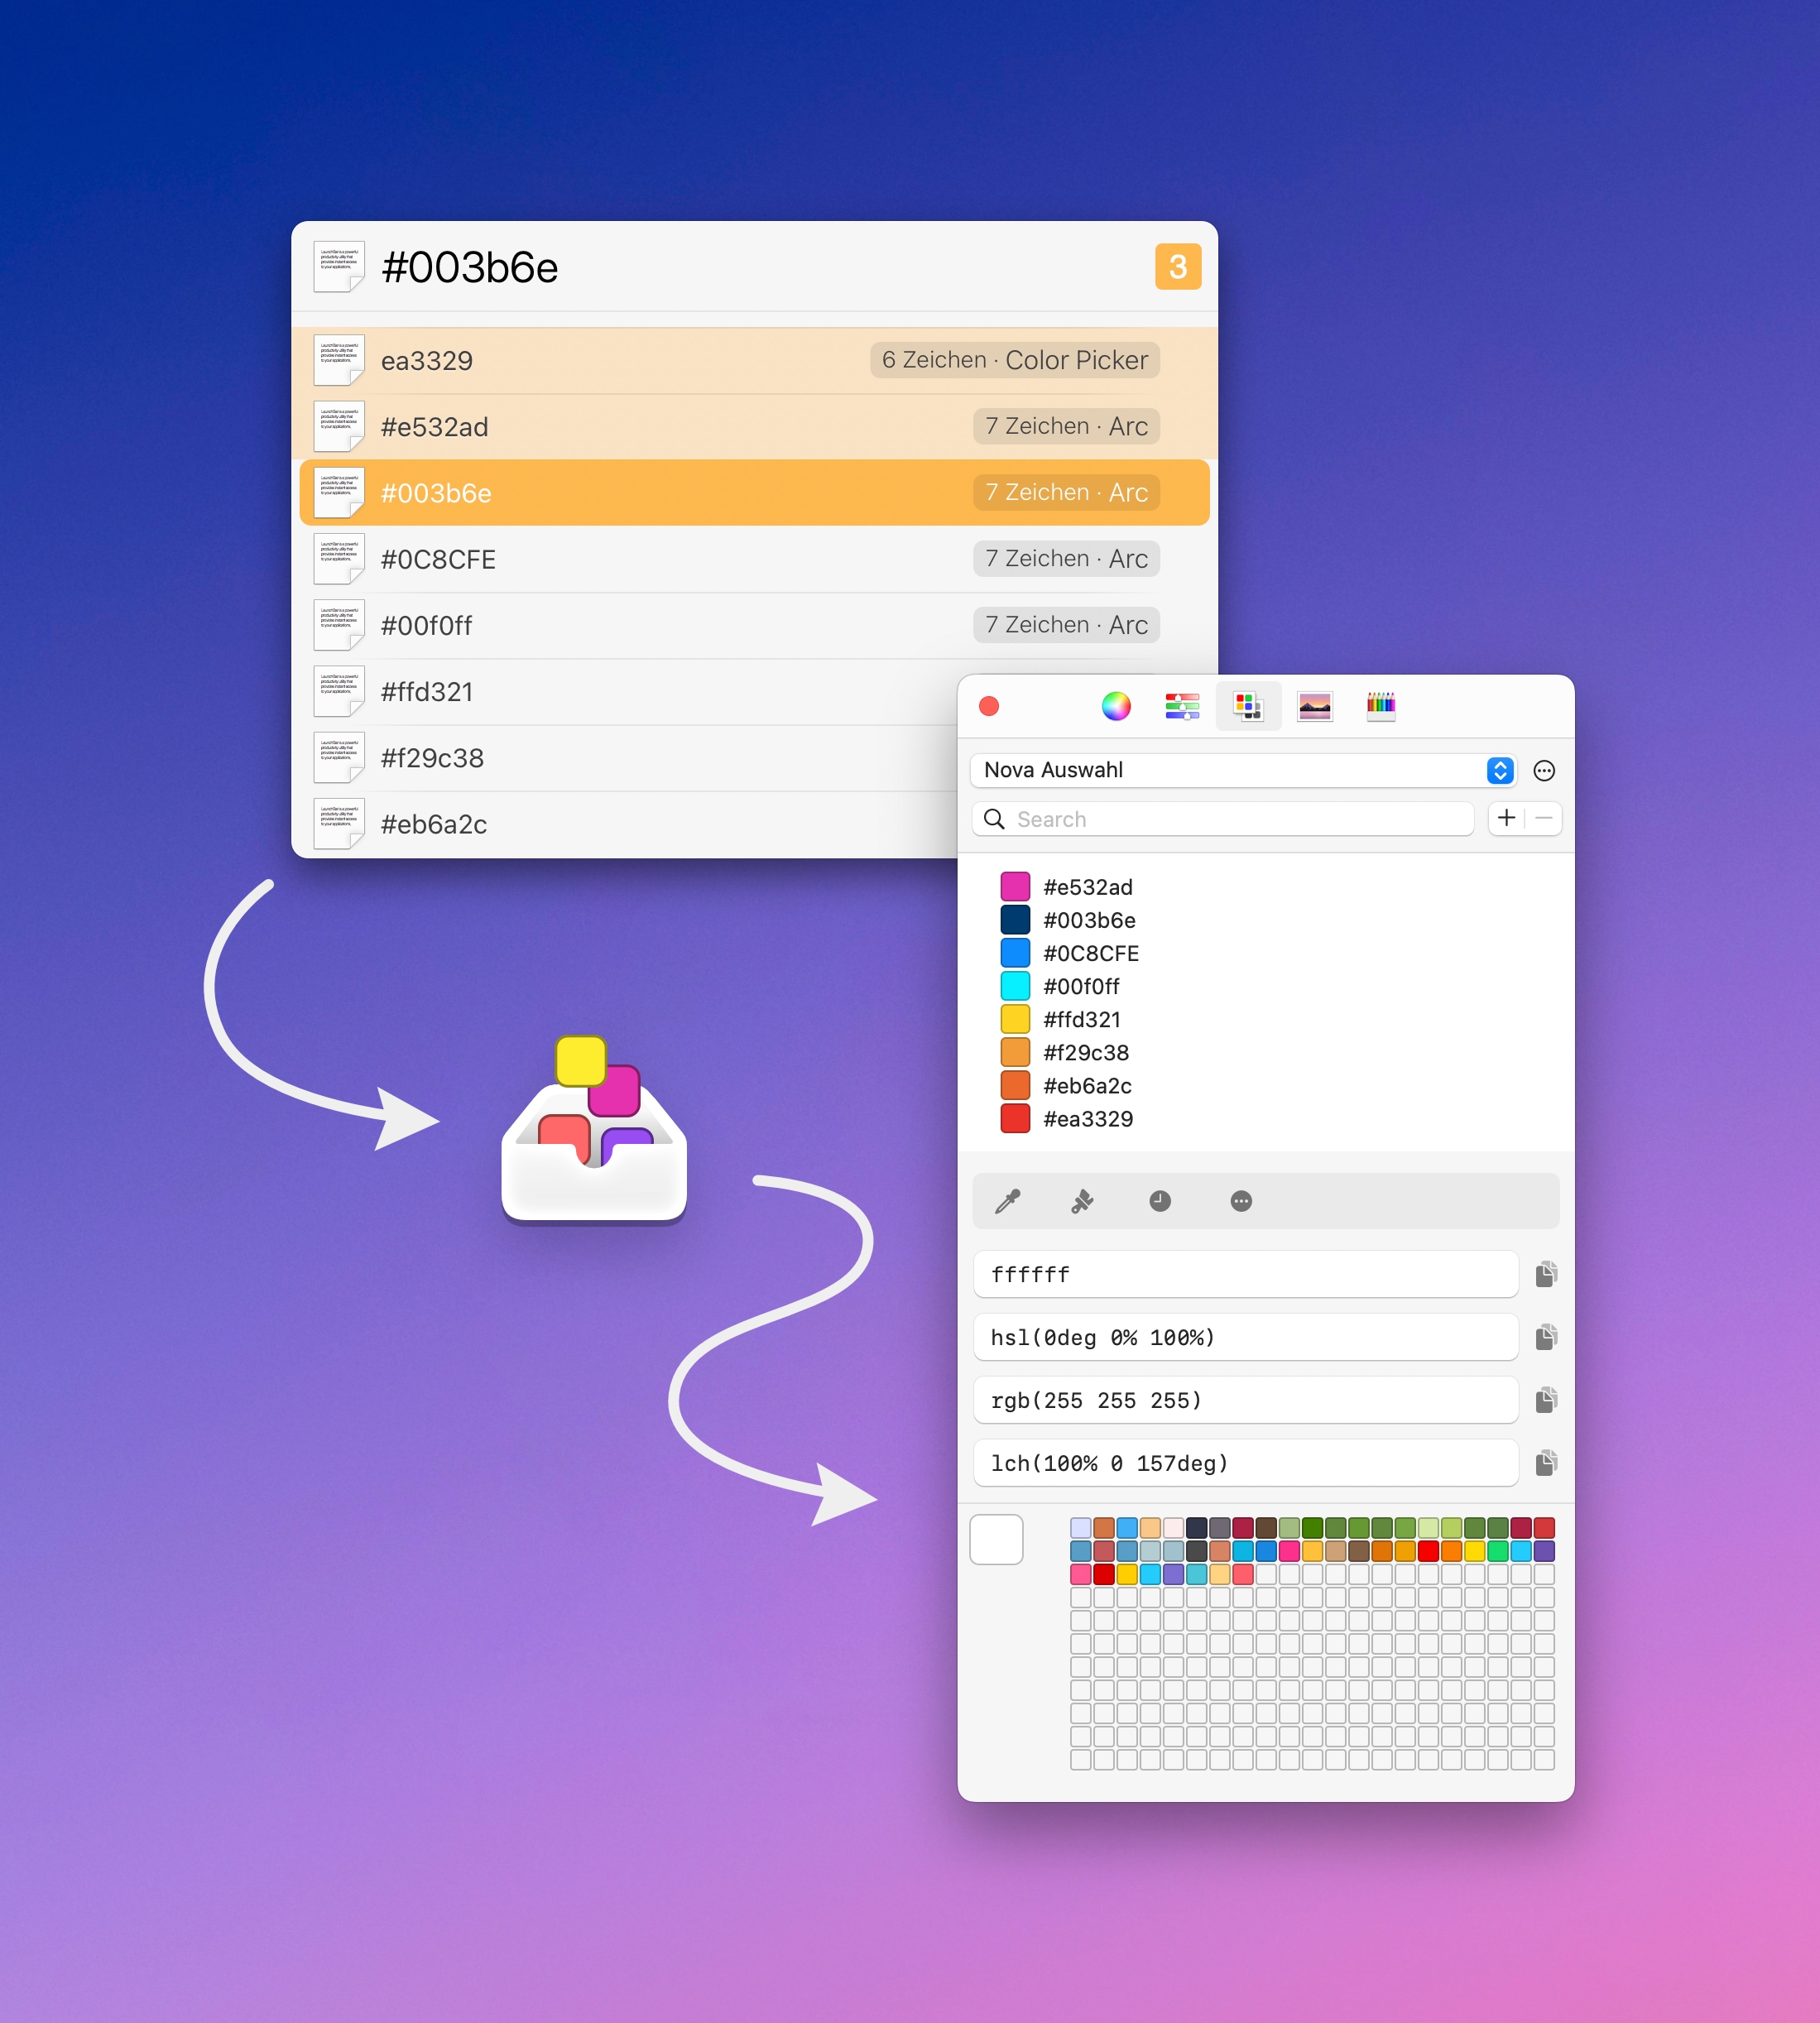 #003b6e
3
ea3329
6 Zeichen · Color Picker
#e532ad
7 Zeichen · Arc
#003b6e
7 Zeichen · Arc
#0C8CFE
7 Zeichen · Arc
#00f0ff
7 Zeichen · Arc
#ffd321
#f29c38
#eb6a2c
Nova Auswahl
Search
#e532ad
#003b6e
#0C8CFE
#00f0ff
#ffd321
#f29c38
#eb6a2c
#ea3329
ffffff
hsl(0deg 0% 100%)
rgb(255 255 255)
lch(100% 0 157deg)